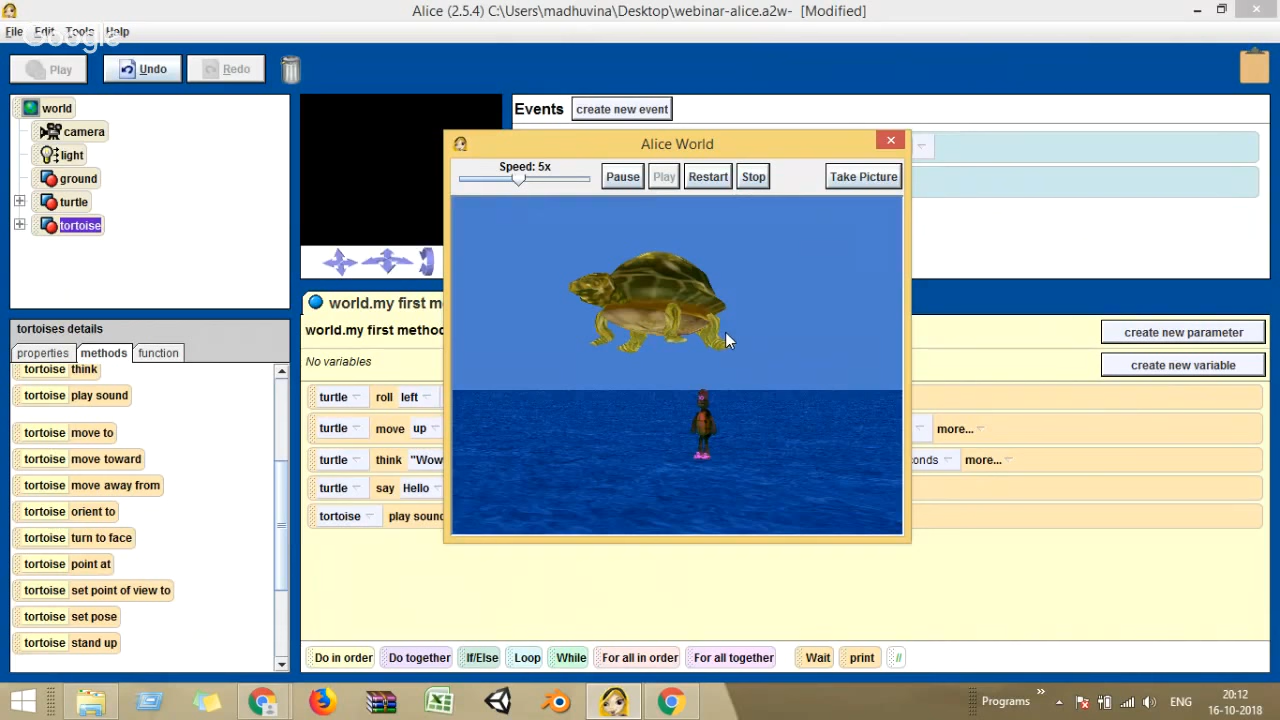 Alice (2.5.4) C:\Users\madhuvina\Desktop\webinar-alice.a2w- [Modified]
File Edit Tools Help
Google
Play Undo Redo
world
camera
light
ground
turtle
tortoise
Events create new event
Alice World
Speed: 5x
Pause Play Restart Stop Take Picture
tortoises details
properties methods function
tortoise think
tortoise play sound
tortoise move to
tortoise move toward
tortoise move away from
tortoise orient to
tortoise turn to face
tortoise point at
tortoise set point of view to
tortoise set pose
tortoise stand up
world.my first m
world.my first method
create new parameter
No variables
create new variable
turtle roll left
turtle move up more...
turtle think "Wow onds more...
turtle say Hello
tortoise play sound
Do in order Do together If/Else Loop While For all in order For all together Wait print //
Programs
ENG
20:12
16-10-2018